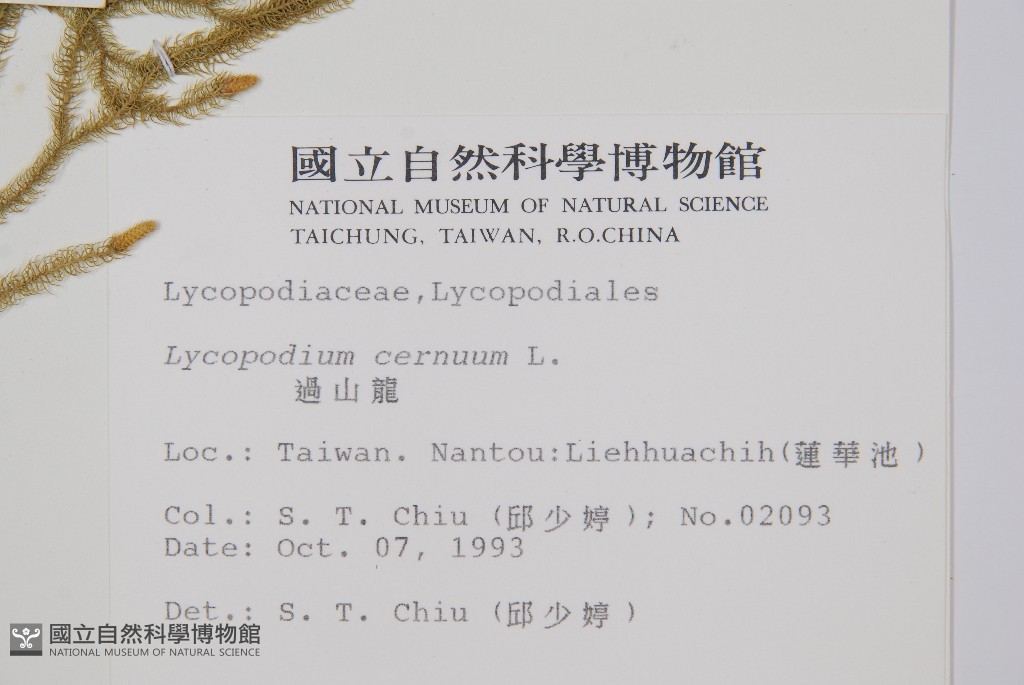 國立自然科學博物館
NATIONAL MUSEUM OF NATURAL SCIENCE
TAICHUNG, TAIWAN, R.O.CHINA
Lycopodiaceae,Lycopodiales
Lycopodium cernuum L.
過山龍
Loc.: Taiwan. Nantou:Liehhuachih(蓮華池)
Col.: S. T. Chiu (邱少婷); No.02093
Date: Oct. 07, 1993
Det.: S. T. Chiu (邱少婷)
國立自然科學博物館
NATIONAL MUSEUM OF NATURAL SCIENCE